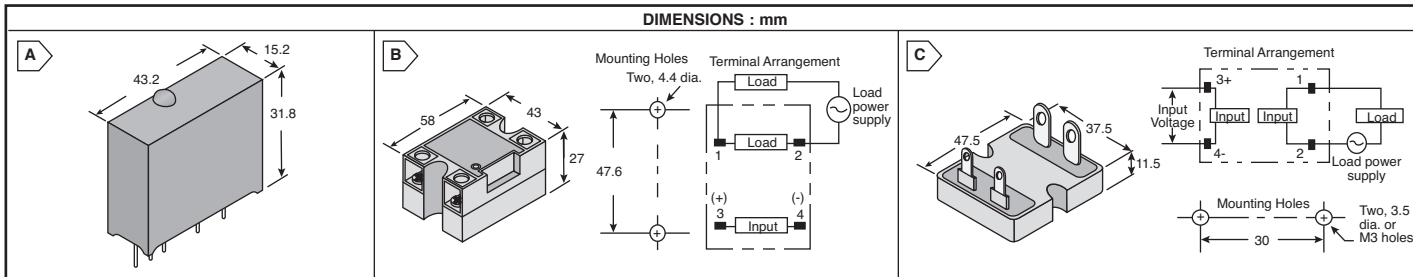 DIMENSIONS : mm
A
15.2
43.2
31.8
B
58
43
27
Mounting Holes
Two, 4.4 dia.
47.6
Terminal Arrangement
Load
Load
power
supply
Load
1
2
(+)
(-)
3
4
Input
C
47.5
37.5
11.5
Terminal Arrangement
3+
1
Input
Voltage
Input
Input
Load
4-
2
Load power
supply
Mounting Holes
Two, 3.5
dia. or
M3 holes
30